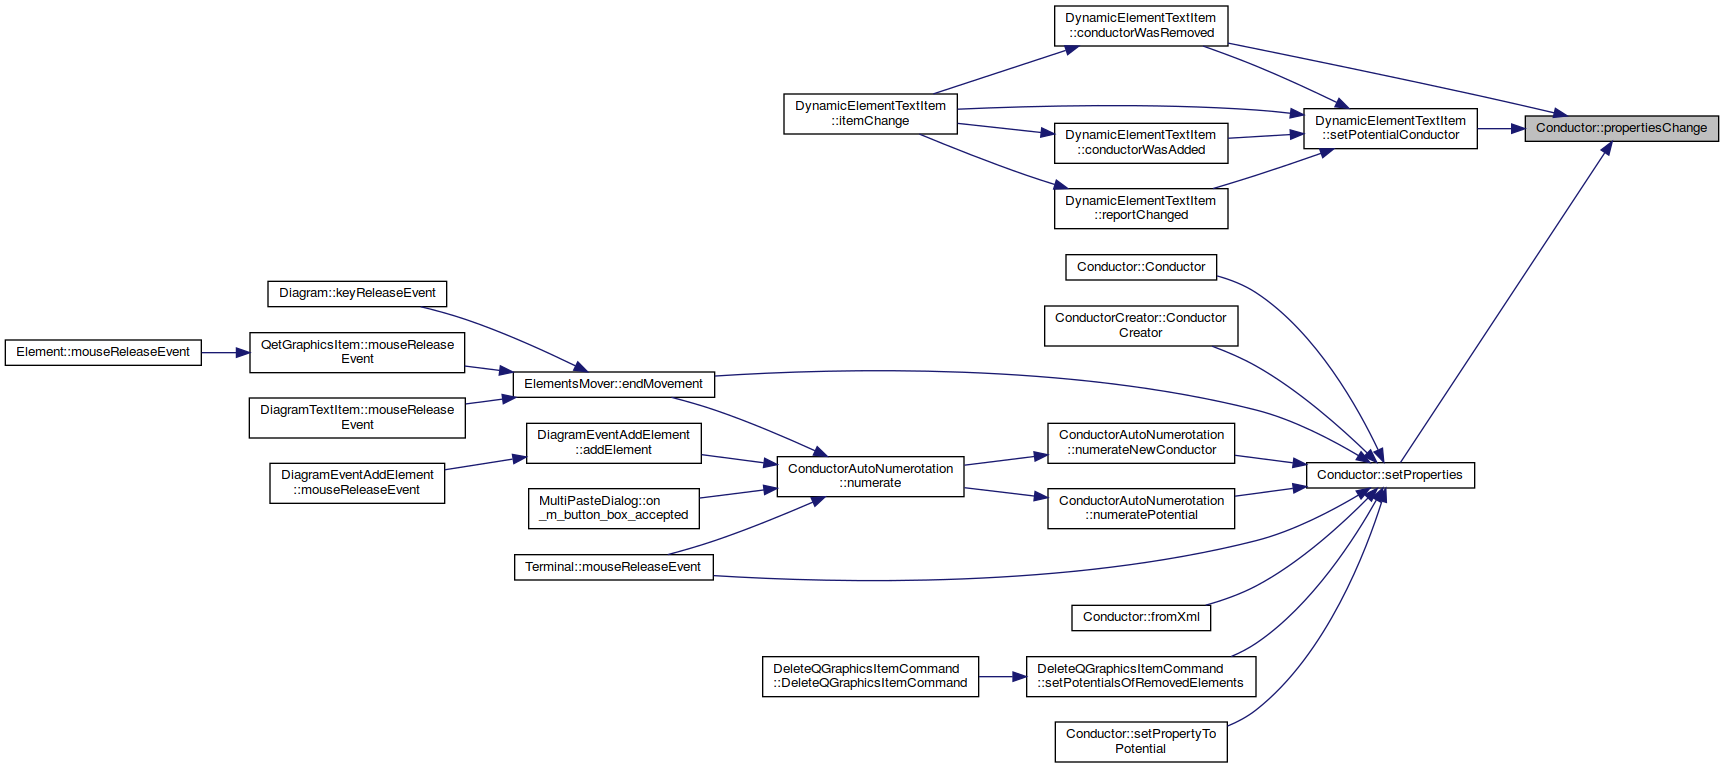 DynamicElementTextItem
::conductorWasRemoved
DynamicElementTextItem
::itemChange
DynamicElementTextItem
::setPotentialConductor
Conductor::propertiesChange
DynamicElementTextItem
::conductorWasAdded
DynamicElementTextItem
::reportChanged
Conductor::Conductor
Diagram::keyReleaseEvent
ConductorCreator::Conductor
Creator
Element::mouseReleaseEvent
QetGraphicsItem::mouseRelease
Event
ElementsMover::endMovement
DiagramTextItem::mouseRelease
Event
DiagramEventAddElement
::addElement
ConductorAutoNumerotation
::numerateNewConductor
DiagramEventAddElement
::mouseReleaseEvent
ConductorAutoNumerotation
::numerate
Conductor::setProperties
MultiPasteDialog::on
_m_button_box_accepted
ConductorAutoNumerotation
::numeratePotential
Terminal::mouseReleaseEvent
Conductor::fromXml
DeleteQGraphicsItemCommand
::DeleteQGraphicsItemCommand
DeleteQGraphicsItemCommand
::setPotentialsOfRemovedElements
Conductor::setPropertyTo
Potential